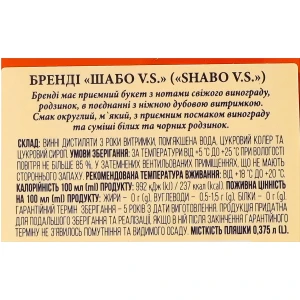 БРЕНДІ «ШАБО V.S.» («SHABO V.S.»)
Бренді має приємний букет з нотами свіжого винограду,
родзинок, в поєднанні з ніжною дубовою витримкою.
Смак округлий, м'який, з приємним посмаком винограду
та суміші білих та чорних родзинок.
СКЛАД: ВИННІ ДИСТИЛЯТИ 3 РОКИ ВИТРИМКИ, ПОМ'ЯКШЕНА ВОДА, ЦУКРОВИЙ КОЛЕР ТА
ЦУКРОВИЙ СИРОП. УМОВИ ЗБЕРІГАННЯ: ЗА ТЕМПЕРАТУРИ ВІД +5 °С ДО +25 °С ПРИ ВОЛОГОСТІ
ПОВІТРЯ НЕ БІЛЬШЕ 85 %. У ЗАТЕМНЕНИХ ВЕНТИЛЬОВАНИХ ПРИМІЩЕННЯХ, ЩО НЕ МАЮТЬ
СТОРОННЬОГО ЗАПАХУ. РЕКОМЕНДОВАНА ТЕМПЕРАТУРА ВЖИВАННЯ: ВІД +18 °С ДО +20 °С.
КАЛОРІЙНІСТЬ 100 мл (ml) ПРОДУКТУ: 992 кДж (kJ) / 237 ккал (kcal). ПОЖИВНА ЦІННІСТЬ
НА 100 мл (ml) ПРОДУКТУ: ЖИРИ - 0 г (g), ВУГЛЕВОДИ - 0,5-1,5 г (g), БІЛКИ - 0 г (g).
ГАРАНТІЙНИЙ ТЕРМІН ЗБЕРІГАННЯ - 5 РОКІВ З ДАТИ ВИГОТОВЛЕННЯ. ПРОДУКТ ПРИДАТНИЙ
ДЛЯ ПОДАЛЬШОГО ЗБЕРІГАННЯ ТА РЕАЛІЗАЦІЇ, ЯКЩО В НІЙ ПІСЛЯ ЗАКІНЧЕННЯ ГАРАНТІЙНОГО
ТЕРМІНУ НЕ З'ЯВИЛОСЬ ПОМУТНІННЯ ТА ВИДИМОГО ОСАДУ. МІСТКІСТЬ ПЛЯШКИ 0,375 л(L).